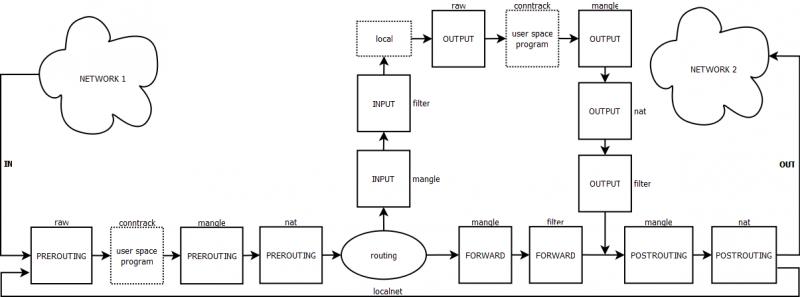 raw
conntrack
mangle
local
OUTPUT
user space
program
OUTPUT
NETWORK 1
NETWORK 2
INPUT
filter
OUTPUT
nat
IN
OUT
INPUT
mangle
OUTPUT
filter
raw
conntrack
mangle
nat
mangle
filter
mangle
nat
PREROUTING
user space
program
PREROUTING
PREROUTING
routing
FORWARD
FORWARD
POSTROUTING
POSTROUTING
localnet